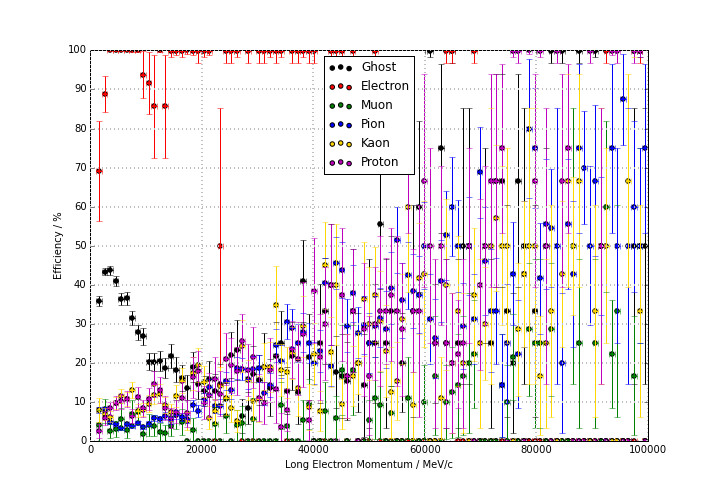 100
90
80
70
60
50
40
30
20
10
0
Efficiency / %
Ghost
Electron
Muon
Pion
Kaon
Proton
0 20000 40000 60000 80000 100000
Long Electron Momentum / MeV/c